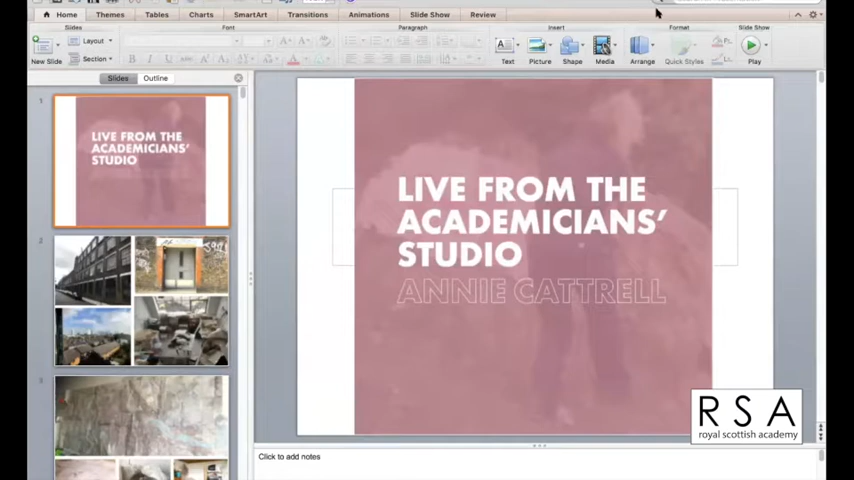 Home Themes Tables Charts SmartArt Transitions Animations Slide Show Review
Slides Font Paragraph Insert Format Slide Show
Layout
Section
New Slide Text Picture Shape Media Arrange Quick Styles Play
Slides Outline
1
LIVE FROM THE
ACADEMICIANS’
STUDIO
2
3
LIVE FROM THE
ACADEMICIANS’
STUDIO
ANNIE CATTRELL
RSA
royal scottish academy
Click to add notes